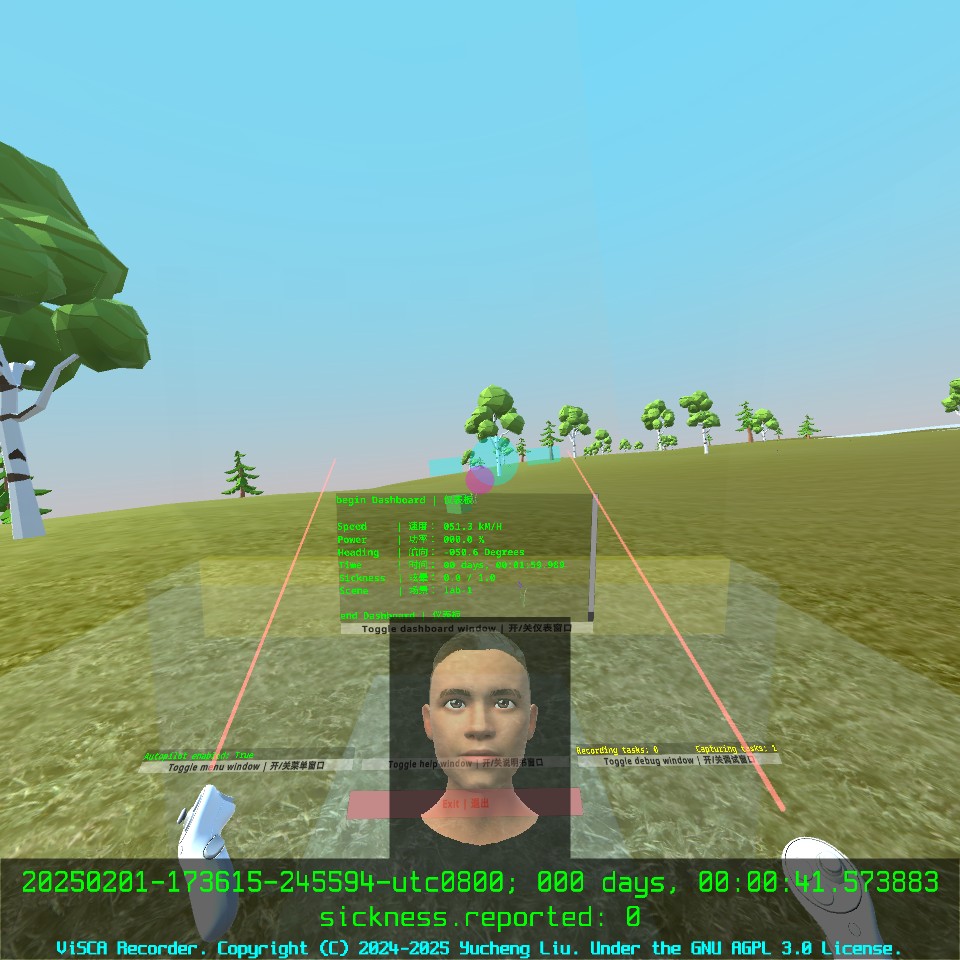 begin Dashboard | 仪表板
Speed | 速度： 051.3 KM/H
Power | 功率： 000.0 %
Heading | 航向： -050.6 Degrees
Time | 时间： 00 days, 00:01:59.969
Sickness | 设晕： 0.0 / 1.0
Scene | 场景： Lab 1
end Dashboard | 仪表板
Toggle dashboard window | 开/关仪表窗口
Autopilot enabled: True
Recording tasks: 0 Capturing tasks: 1
Toggle menu window | 开/关菜单窗口
Toggle help window | 开/关说明书窗口
Toggle debug window | 开/关调试窗口
Exit | 退出
20250201-173615-245594-utc0800; 000 days, 00:00:41.573883
sickness.reported: 0
ViSCA Recorder. Copyright (C) 2024-2025 Yucheng Liu. Under the GNU AGPL 3.0 License.